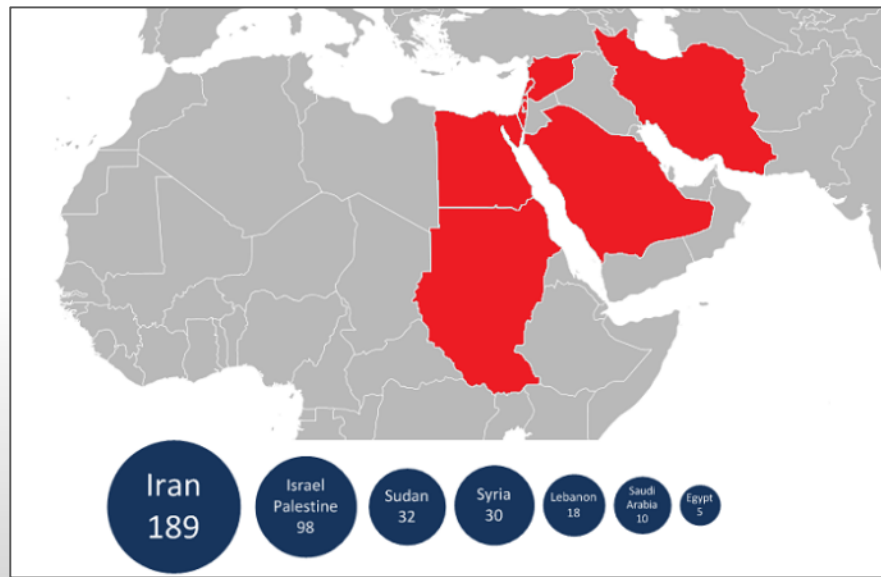 Iran
189
Israel
Palestine
98
Sudan
32
Syria
30
Lebanon
18
Saudi
Arabia
10
Egypt
5